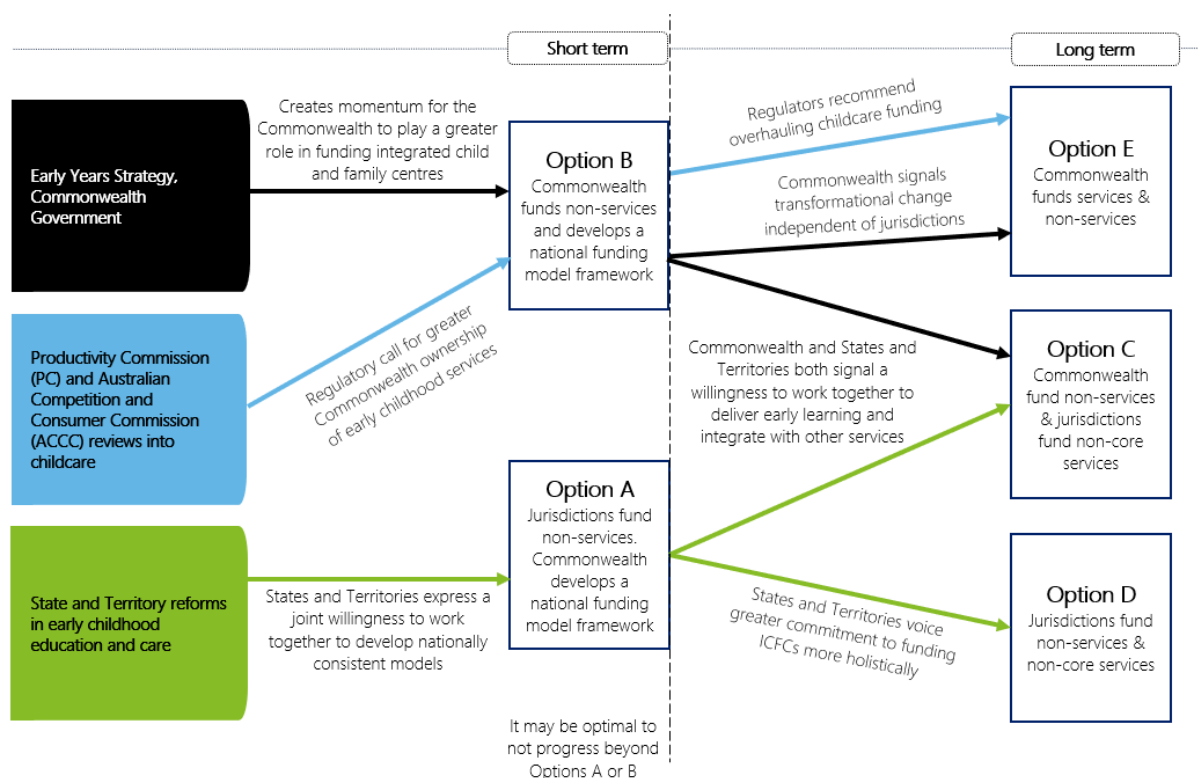 Short term
Long term
Early Years Strategy,
Commonwealth
Government
Creates momentum for the
Commonwealth to play a greater
role in funding integrated child
and family centres
Option B
Commonwealth
funds non-services
and develops a
national funding
model framework
Regulators recommend
overhauling childcare funding
Commonwealth signals
transformational change
independent of jurisdictions
Option E
Commonwealth
funds services &
non-services
Productivity Commission
(PC) and Australian
Competition and
Consumer Commission
(ACCC) reviews into
childcare
Regulatory call for greater
Commonwealth ownership
of early childhood services
Commonwealth and States and
Territories both signal a
willingness to work together to
deliver early learning and
integrate with other services
Option C
Commonwealth
fund non-services
& jurisdictions
fund non-core
services
State and Territory reforms
in early childhood
education and care
States and Territories express a
joint willingness to work
together to develop nationally
consistent models
Option A
Jurisdictions fund
non-services.
Commonwealth
develops a
national funding
model framework
States and Territories voice
greater commitment to funding
ICFCs more holistically
Option D
Jurisdictions fund
non-services &
non-core services
It may be optimal to
not progress beyond
Options A or B